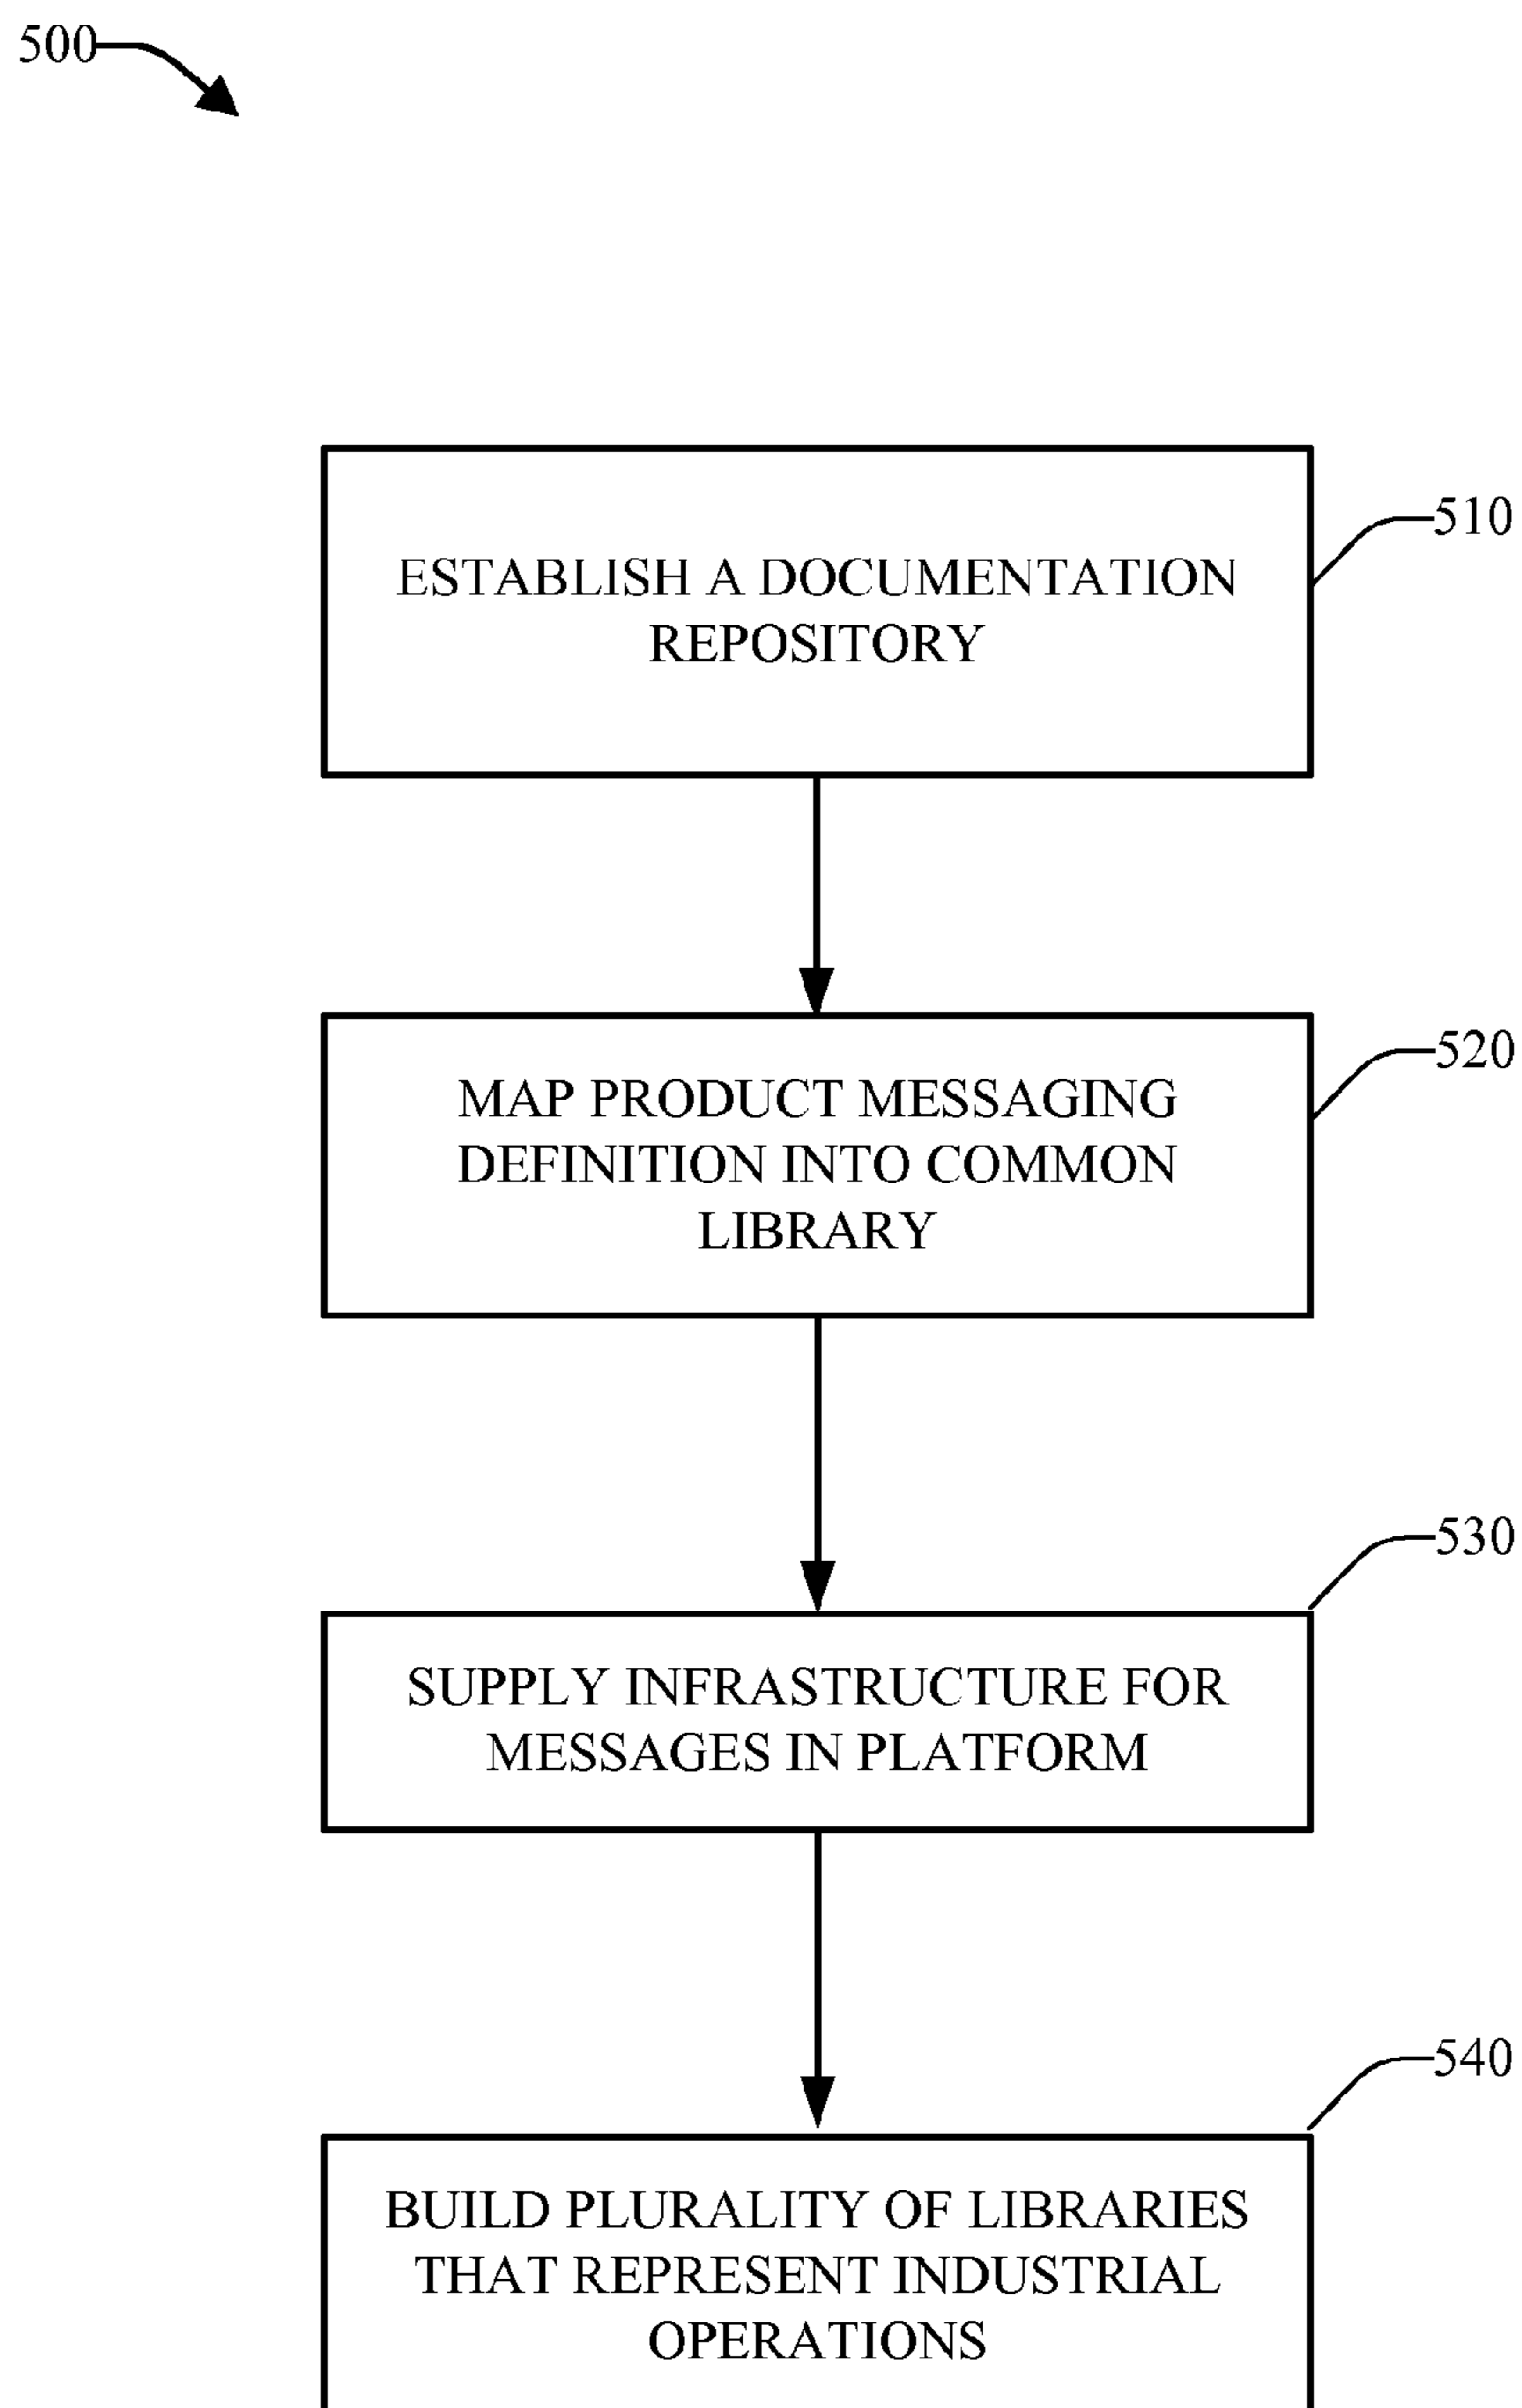 500
ESTABLISH A DOCUMENTATION
REPOSITORY
510
MAP PRODUCT MESSAGING
DEFINITION INTO COMMON
LIBRARY
520
SUPPLY INFRASTRUCTURE FOR
MESSAGES IN PLATFORM
530
BUILD PLURALITY OF LIBRARIES
THAT REPRESENT INDUSTRIAL
OPERATIONS
540